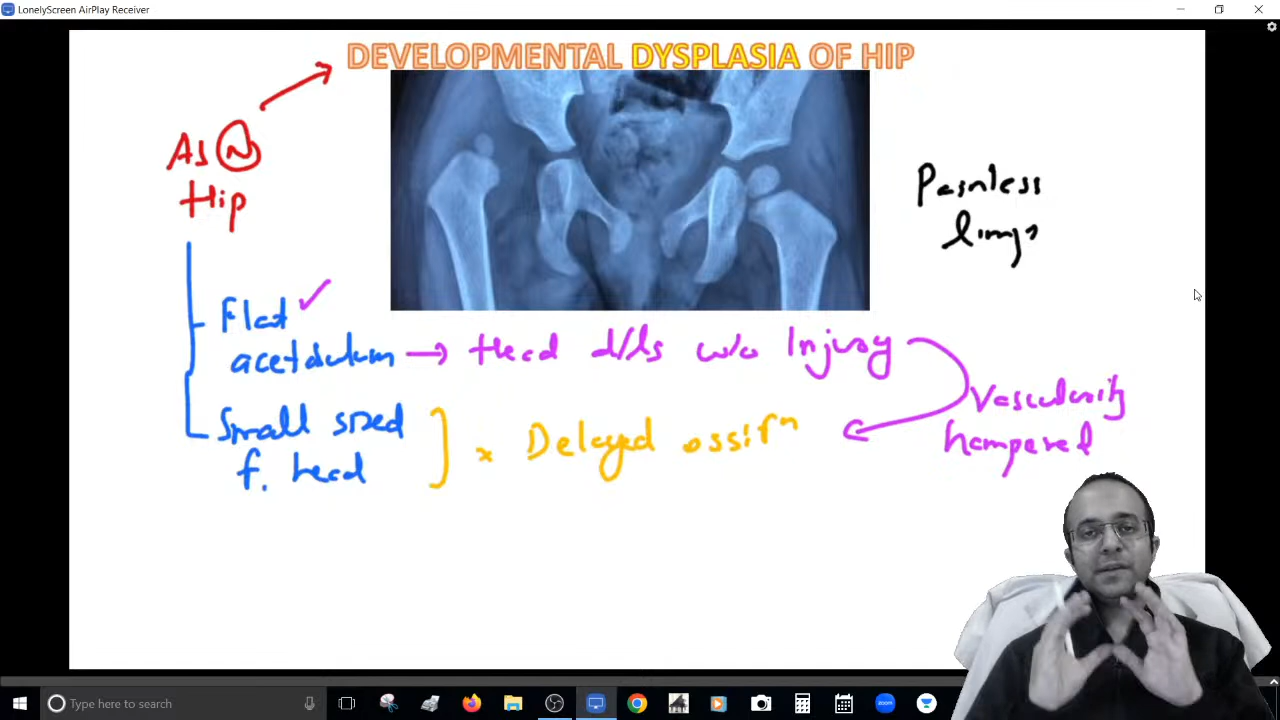 LonelyScreen AirPlay Receiver
DEVELOPMENTAL DYSPLASIA OF HIP
As N
Hip
Painless
limp
Flat
acetabulum → Head d/ls w/o Injury
Vascularity
hampered
Small sized
f. head
x Delayed ossifn
Type here to search
zoom